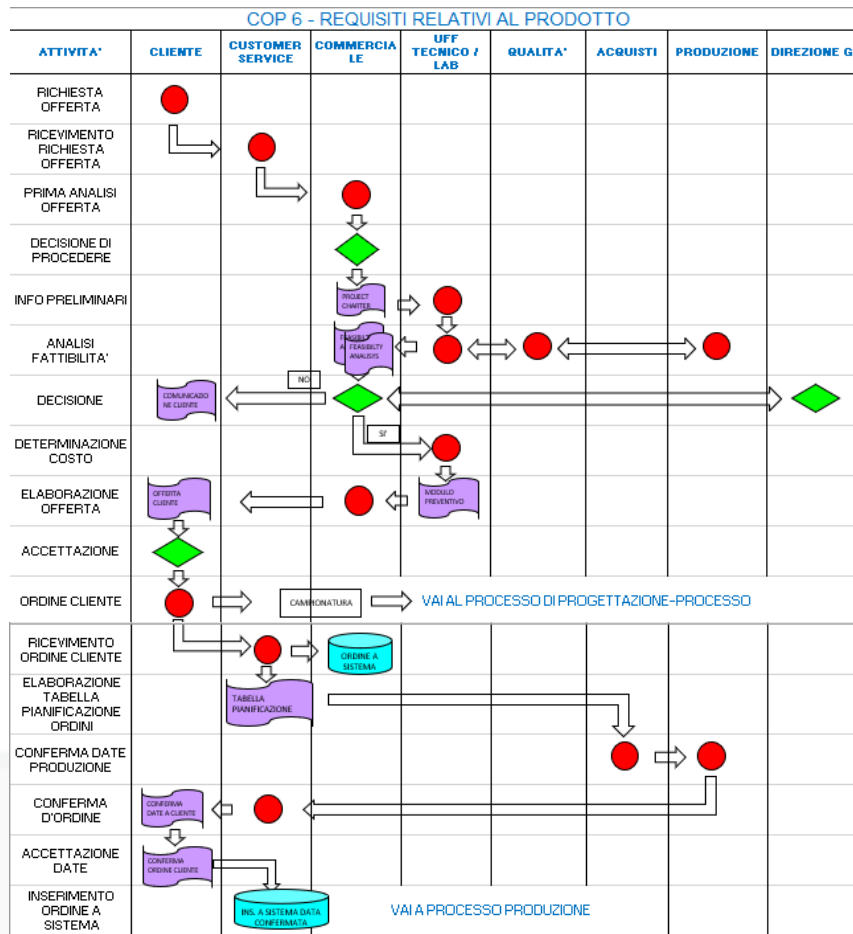 COP 6 - REQUISITI RELATIVI AL PRODOTTO
ATTIVITA'
CLIENTE
CUSTOMER
SERVICE
COMMERCIA
LE
UFF
TECNICO /
LAB
QUALITA'
ACQUISTI
PRODUZIONE
DIREZIONE G
RICHIESTA
OFFERTA
RICEVIMENTO
RICHIESTA
OFFERTA
PRIMA ANALISI
OFFERTA
DECISIONE DI
PROCEDERE
INFO PRELIMINARI
PROJECT
CHARTER
ANALISI
FATTIBILITA'
FEASIBILTY
ANALISYS
NO
DECISIONE
COMUNICAZIO
NE CLIENTE
SI'
DETERMINAZIONE
COSTO
ELABORAZIONE
OFFERTA
OFFERTA
CLIENTE
MODULO
PREVENTIVO
ACCETTAZIONE
ORDINE CLIENTE
CAMPIONATURA
VAI AL PROCESSO DI PROGETTAZIONE-PROCESSO
RICEVIMENTO
ORDINE CLIENTE
ORDINE A
SISTEMA
ELABORAZIONE
TABELLA
PIANIFICAZIONE
ORDINI
TABELLA
PIANIFICAZIONE
CONFERMA DATE
PRODUZIONE
CONFERMA
D'ORDINE
CONFERMA
DATE A CLIENTE
ACCETTAZIONE
DATE
CONFERMA
ORDINE CLIENTE
INSERIMENTO
ORDINE A
SISTEMA
INS. A SISTEMA DATA
CONFERMATA
VAI A PROCESSO PRODUZIONE